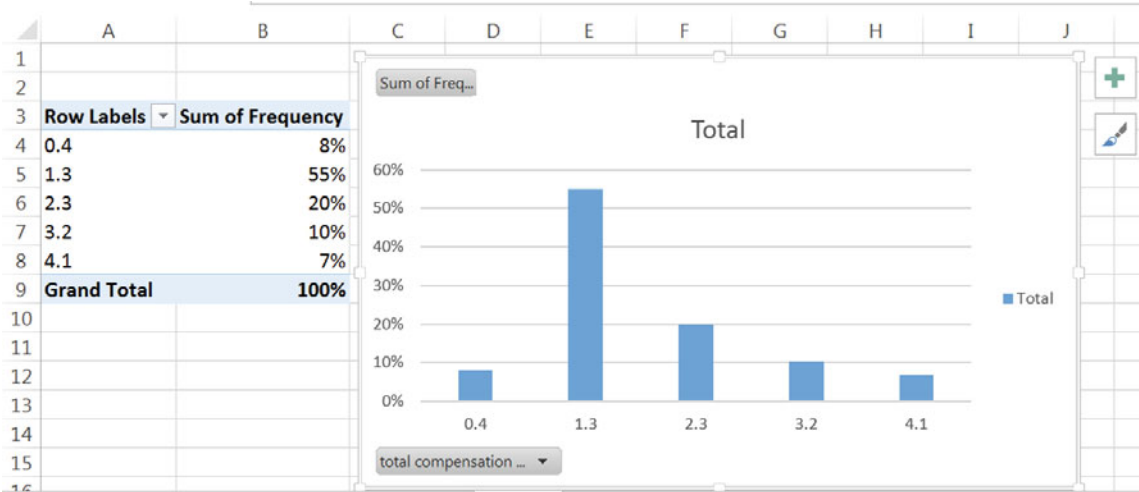 A B C D E F G H I J
1
2
3 Row Labels Sum of Frequency
4 0.4 8%
5 1.3 55%
6 2.3 20%
7 3.2 10%
8 4.1 7%
9 Grand Total 100%
10
11
12
13
14
15
16
Sum of Freq...
Total
60%
50%
40%
30%
20%
10%
0%
0.4 1.3 2.3 3.2 4.1
Total
total compensation ...